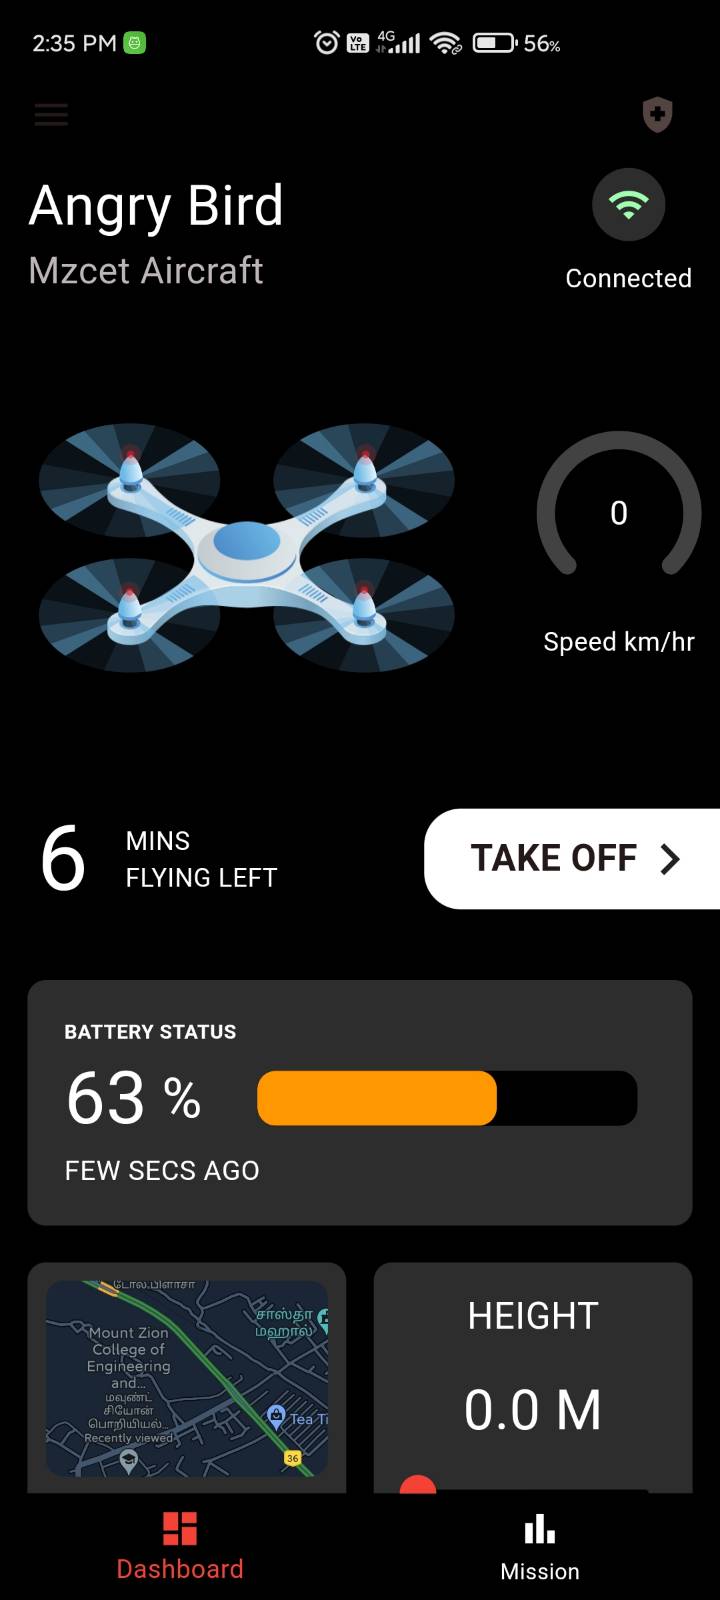 2:35 PM
Vo LTE 4G 56%
Angry Bird
Mzcet Aircraft
Connected
0
Speed km/hr
6
MINS
FLYING LEFT
TAKE OFF
BATTERY STATUS
63 %
FEW SECS AGO
டோல்.பிளாசா
சாஸ்தா
மஹால்
Mount Zion
College of
Engineering
and...
மவுண்ட்
சியோன்
பொறியியல்...
Recently viewed
Tea Ti
36
HEIGHT
0.0 M
Dashboard
Mission